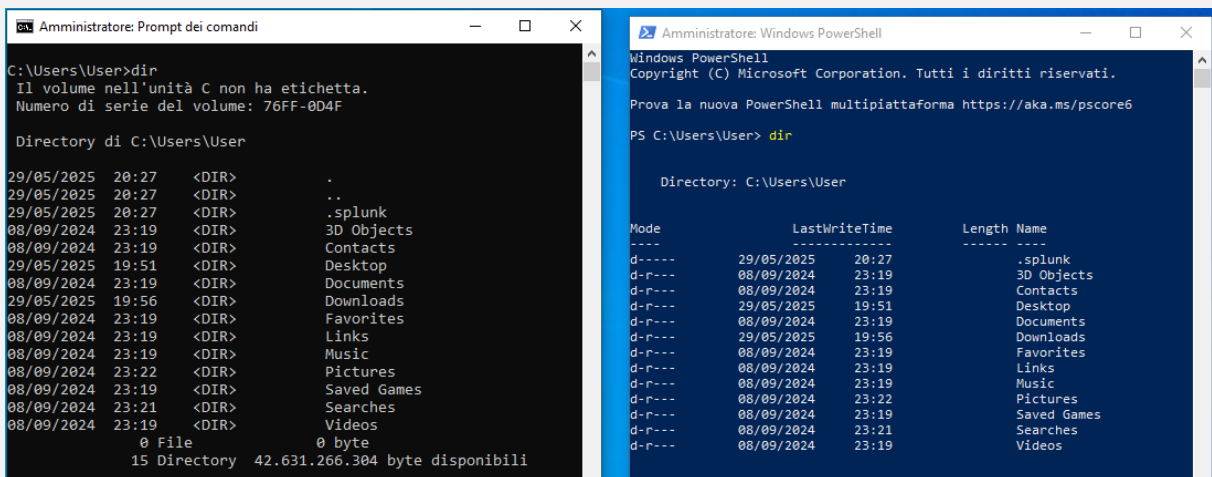 Amministratore: Prompt dei comandi
C:\Users\User>dir
Il volume nell'unità C non ha etichetta.
Numero di serie del volume: 76FF-0D4F
Directory di C:\Users\User
29/05/2025 20:27 <DIR> .
29/05/2025 20:27 <DIR> ..
29/05/2025 20:27 <DIR> .splunk
08/09/2024 23:19 <DIR> 3D Objects
08/09/2024 23:19 <DIR> Contacts
29/05/2025 19:51 <DIR> Desktop
08/09/2024 23:19 <DIR> Documents
29/05/2025 19:56 <DIR> Downloads
08/09/2024 23:19 <DIR> Favorites
08/09/2024 23:19 <DIR> Links
08/09/2024 23:19 <DIR> Music
08/09/2024 23:22 <DIR> Pictures
08/09/2024 23:19 <DIR> Saved Games
08/09/2024 23:21 <DIR> Searches
08/09/2024 23:19 <DIR> Videos
0 File 0 byte
15 Directory 42.631.266.304 byte disponibili
Amministratore: Windows PowerShell
Windows PowerShell
Copyright (C) Microsoft Corporation. Tutti i diritti riservati.
Prova la nuova PowerShell multipiattaforma https://aka.ms/pscore6
PS C:\Users\User> dir
Directory: C:\Users\User
Mode LastWriteTime Length Name
---- ------------- ------ ----
d----- 29/05/2025 20:27 .splunk
d-r--- 08/09/2024 23:19 3D Objects
d-r--- 08/09/2024 23:19 Contacts
d-r--- 29/05/2025 19:51 Desktop
d-r--- 08/09/2024 23:19 Documents
d-r--- 29/05/2025 19:56 Downloads
d-r--- 08/09/2024 23:19 Favorites
d-r--- 08/09/2024 23:19 Links
d-r--- 08/09/2024 23:19 Music
d-r--- 08/09/2024 23:22 Pictures
d-r--- 08/09/2024 23:19 Saved Games
d-r--- 08/09/2024 23:21 Searches
d-r--- 08/09/2024 23:19 Videos